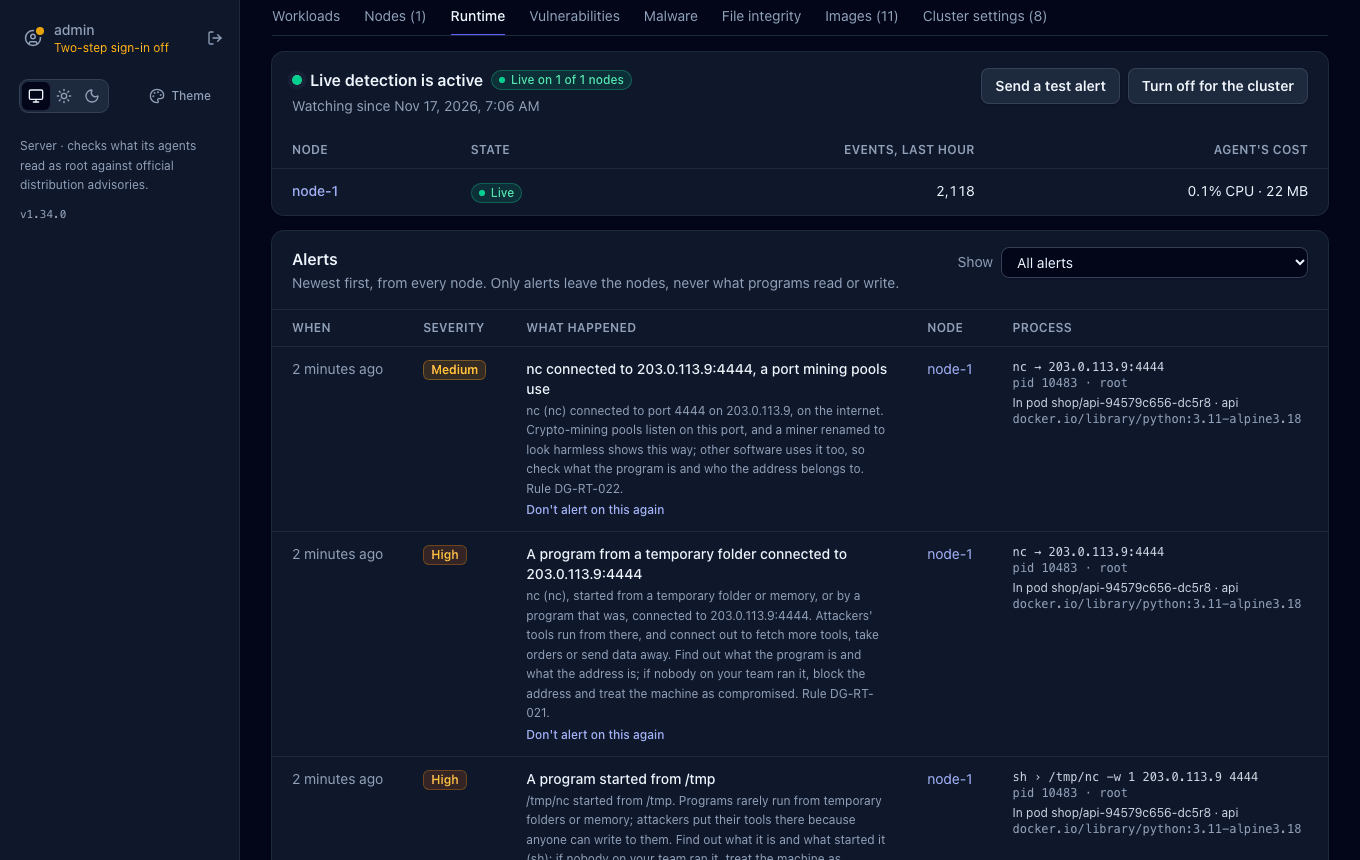 Workloads Nodes (1) Runtime Vulnerabilities Malware File integrity Images (11) Cluster settings (8)
admin
Two-step sign-in off
Theme
Server · checks what its agents
read as root against official
distribution advisories.
v1.34.0
Live detection is active Live on 1 of 1 nodes
Watching since Nov 17, 2026, 7:06 AM
Send a test alert Turn off for the cluster
NODE STATE EVENTS, LAST HOUR AGENT'S COST
node-1 Live 2,118 0.1% CPU · 22 MB
Alerts
Newest first, from every node. Only alerts leave the nodes, never what programs read or write.
Show All alerts
WHEN SEVERITY WHAT HAPPENED NODE PROCESS
2 minutes ago Medium
nc connected to 203.0.113.9:4444, a port mining pools
use
nc (nc) connected to port 4444 on 203.0.113.9, on the internet.
Crypto-mining pools listen on this port, and a miner renamed to
look harmless shows this way; other software uses it too, so
check what the program is and who the address belongs to.
Rule DG-RT-022.
Don't alert on this again
node-1
nc → 203.0.113.9:4444
pid 10483 · root
In pod shop/api-94579c656-dc5r8 · api
docker.io/library/python:3.11-alpine3.18
2 minutes ago High
A program from a temporary folder connected to
203.0.113.9:4444
nc (nc), started from a temporary folder or memory, or by a
program that was, connected to 203.0.113.9:4444. Attackers'
tools run from there, and connect out to fetch more tools, take
orders or send data away. Find out what the program is and
what the address is; if nobody on your team ran it, block the
address and treat the machine as compromised. Rule DG-RT-
021.
Don't alert on this again
node-1
nc → 203.0.113.9:4444
pid 10483 · root
In pod shop/api-94579c656-dc5r8 · api
docker.io/library/python:3.11-alpine3.18
2 minutes ago High
A program started from /tmp
/tmp/nc started from /tmp. Programs rarely run from temporary
folders or memory; attackers put their tools there because
anyone can write to them. Find out what it is and what started it
(sh); if nobody on your team ran it, treat the machine as
node-1
sh › /tmp/nc -w 1 203.0.113.9 4444
pid 10483 · root
In pod shop/api-94579c656-dc5r8 · api
docker.io/library/python:3.11-alpine3.18